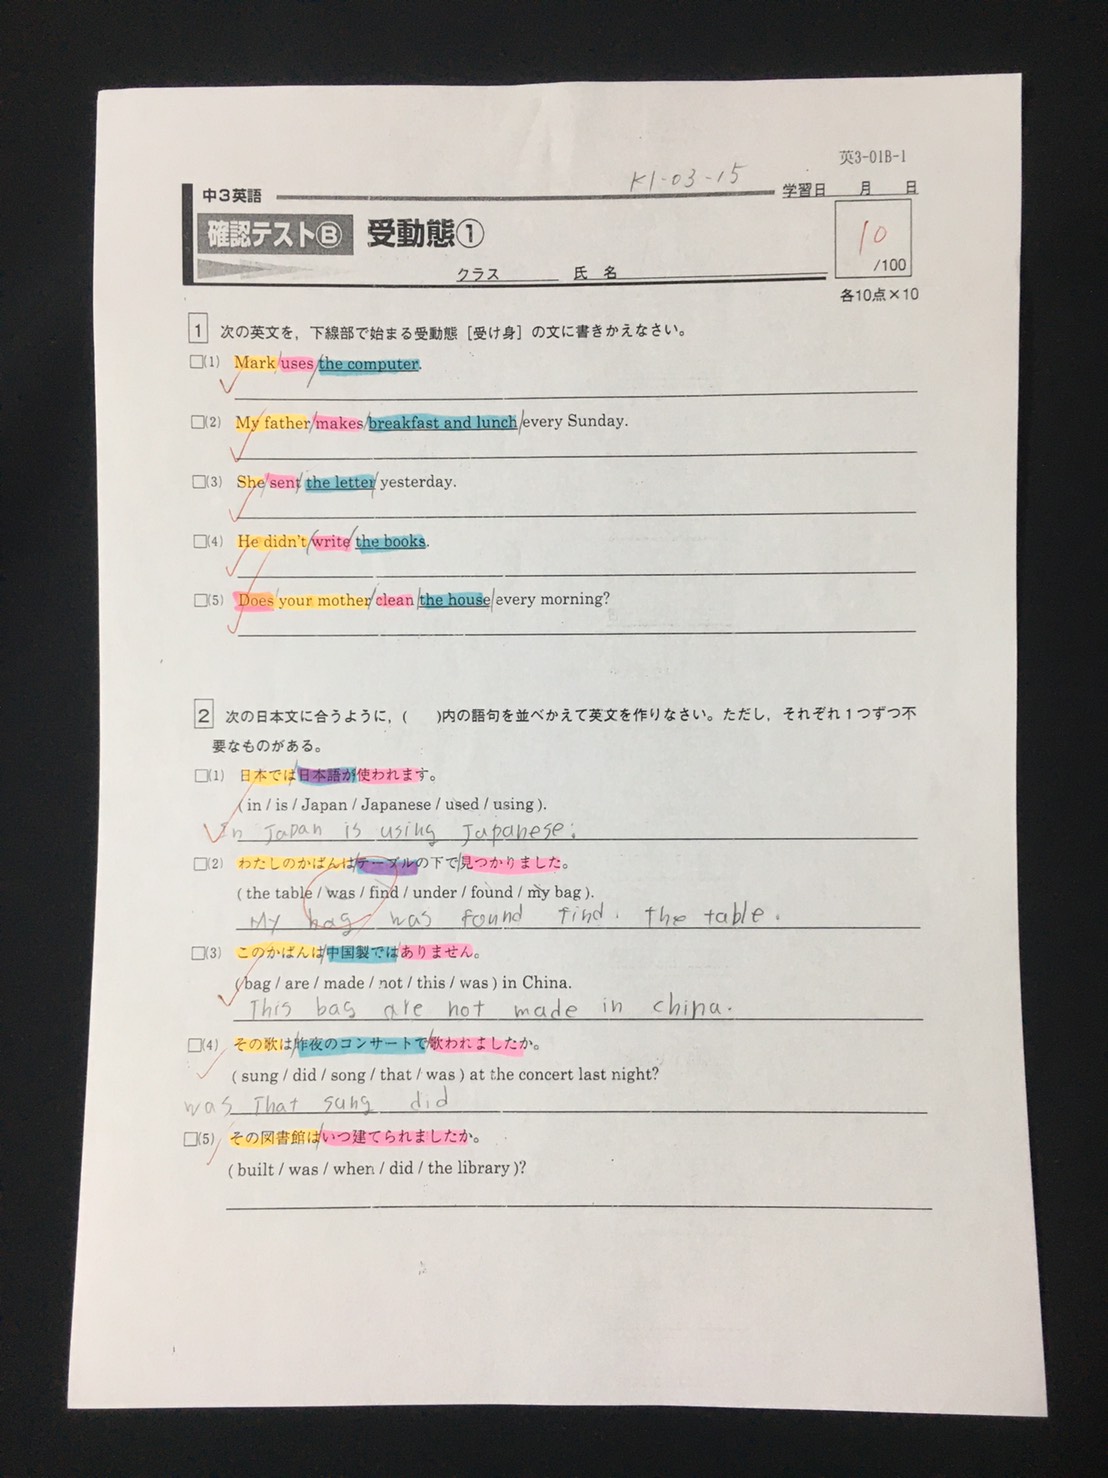 英3-01B-1
K1-03-15
中3英語
学習日 月 日
確認テストⒷ 受動態①
10
/100
クラス 氏名
各10点×10
1 次の英文を，下線部で始まる受動態［受け身］の文に書きかえなさい。
□(1) Mark/uses/the computer.
□(2) My father/makes/breakfast and lunch/every Sunday.
□(3) She/sent/the letter/yesterday.
□(4) He didn't/write/the books.
□(5) Does/your mother/clean/the house/every morning?
2 次の日本文に合うように，(　　)内の語句を並べかえて英文を作りなさい。ただし，それぞれ1つずつ不
要なものがある。
□(1) 日本では/日本語が使われます。
( in / is / Japan / Japanese / used / using ).
In Japan is using Japanese.
□(2) わたしのかばんは/テーブルの下で/見つかりました。
( the table / was / find / under / found / my bag ).
My bag was found find. the table.
□(3) このかばんは/中国製では/ありません。
( bag / are / made / not / this / was ) in China.
This bag are not made in china.
□(4) その歌は/昨夜のコンサートで/歌われましたか。
( sung / did / song / that / was ) at the concert last night?
was That sung did
□(5) その図書館は/いつ建てられましたか。
( built / was / when / did / the library )?